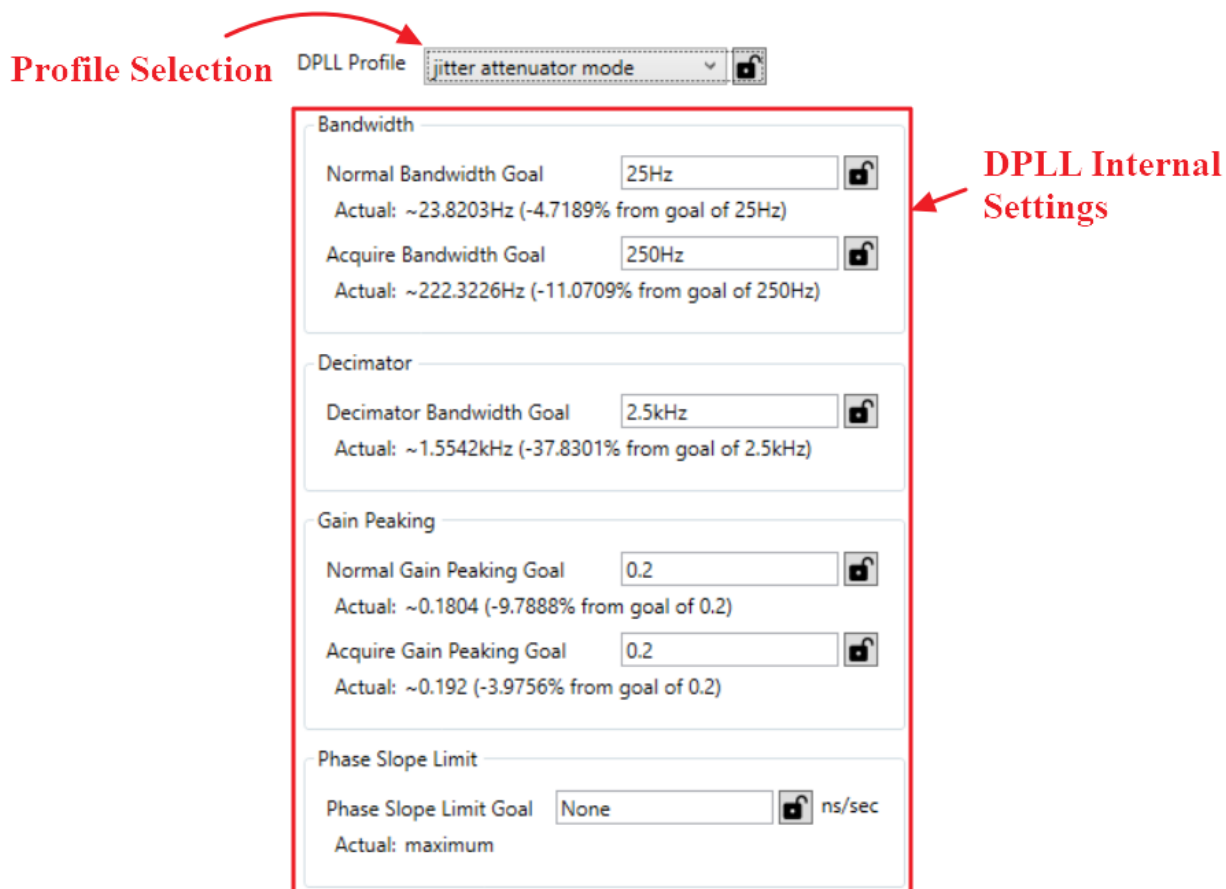 Profile Selection
DPLL Profile
jitter attenuator mode
Bandwidth
Normal Bandwidth Goal 25Hz
Actual: ~23.8203Hz (-4.7189% from goal of 25Hz)
Acquire Bandwidth Goal 250Hz
Actual: ~222.3226Hz (-11.0709% from goal of 250Hz)
DPLL Internal
Settings
Decimator
Decimator Bandwidth Goal 2.5kHz
Actual: ~1.5542kHz (-37.8301% from goal of 2.5kHz)
Gain Peaking
Normal Gain Peaking Goal 0.2
Actual: ~0.1804 (-9.7888% from goal of 0.2)
Acquire Gain Peaking Goal 0.2
Actual: ~0.192 (-3.9756% from goal of 0.2)
Phase Slope Limit
Phase Slope Limit Goal None ns/sec
Actual: maximum